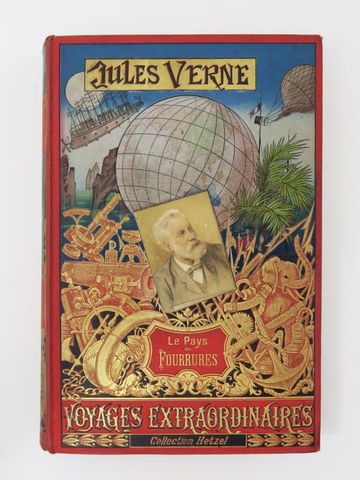 JULES VERNE
Le Pays
des
FOURRURES
VOYAGES EXTRAORDINAIRES
Collection Hetzel